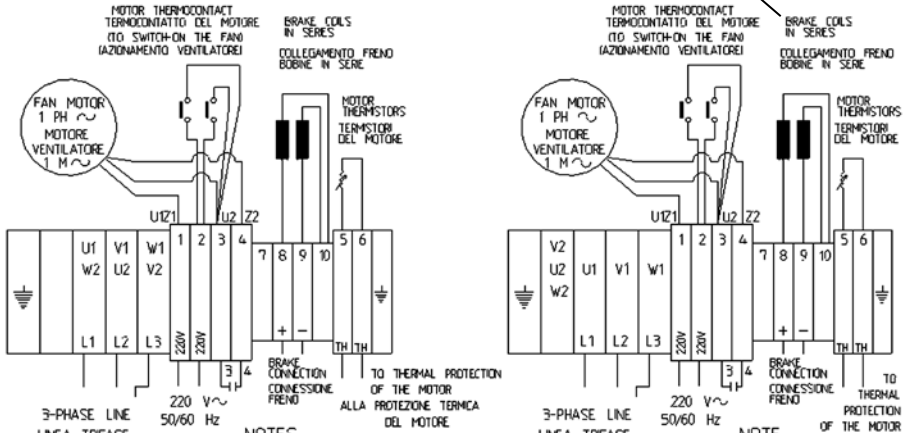 MOTOR THERMOCONTACT
TERMOCONTATTO DEL MOTORE
(TO SWITCH-ON THE FAN)
(AZIONAMENTO VENTILATORE)
BRAKE COILS
IN SERIES
COLLEGAMENTO FRENO
BOBINE IN SERIE
FAN MOTOR
1 PH ∼
MOTORE
VENTILATORE
1 M ∼
MOTOR
THERMISTORS
TERMISTORI
DEL MOTORE
U1Z1 U2 Z2
1 2 3 4
5 6
7 8 9 10
U1 V1 W1
W2 U2 V2
L1 L2 L3
220V 220V
+ −
TH TH
3 4
BRAKE
CONNECTION
CONNESSIONE
FRENO
TO THERMAL PROTECTION
OF THE MOTOR
ALLA PROTEZIONE TERMICA
DEL MOTORE
220 V∼
50/60 Hz
3-PHASE LINE
LINEA TRIFASE
NOTES
MOTOR THERMOCONTACT
TERMOCONTATTO DEL MOTORE
(TO SWITCH-ON THE FAN)
(AZIONAMENTO VENTILATORE)
BRAKE COILS
IN SERIES
COLLEGAMENTO FRENO
BOBINE IN SERIE
FAN MOTOR
1 PH ∼
MOTORE
VENTILATORE
1 M ∼
MOTOR
THERMISTORS
TERMISTORI
DEL MOTORE
U1Z1 U2 Z2
1 2 3 4
5 6
7 8 9 10
V2
U2 U1 V1 W1
W2
L1 L2 L3
220V 220V
+ −
TH TH
3 4
BRAKE
CONNECTION
CONNESSIONE
FRENO
TO
THERMAL
PROTECTION
OF THE MOTOR
220 V∼
50/60 Hz
3-PHASE LINE
LINEA TRIFASE
NOTE